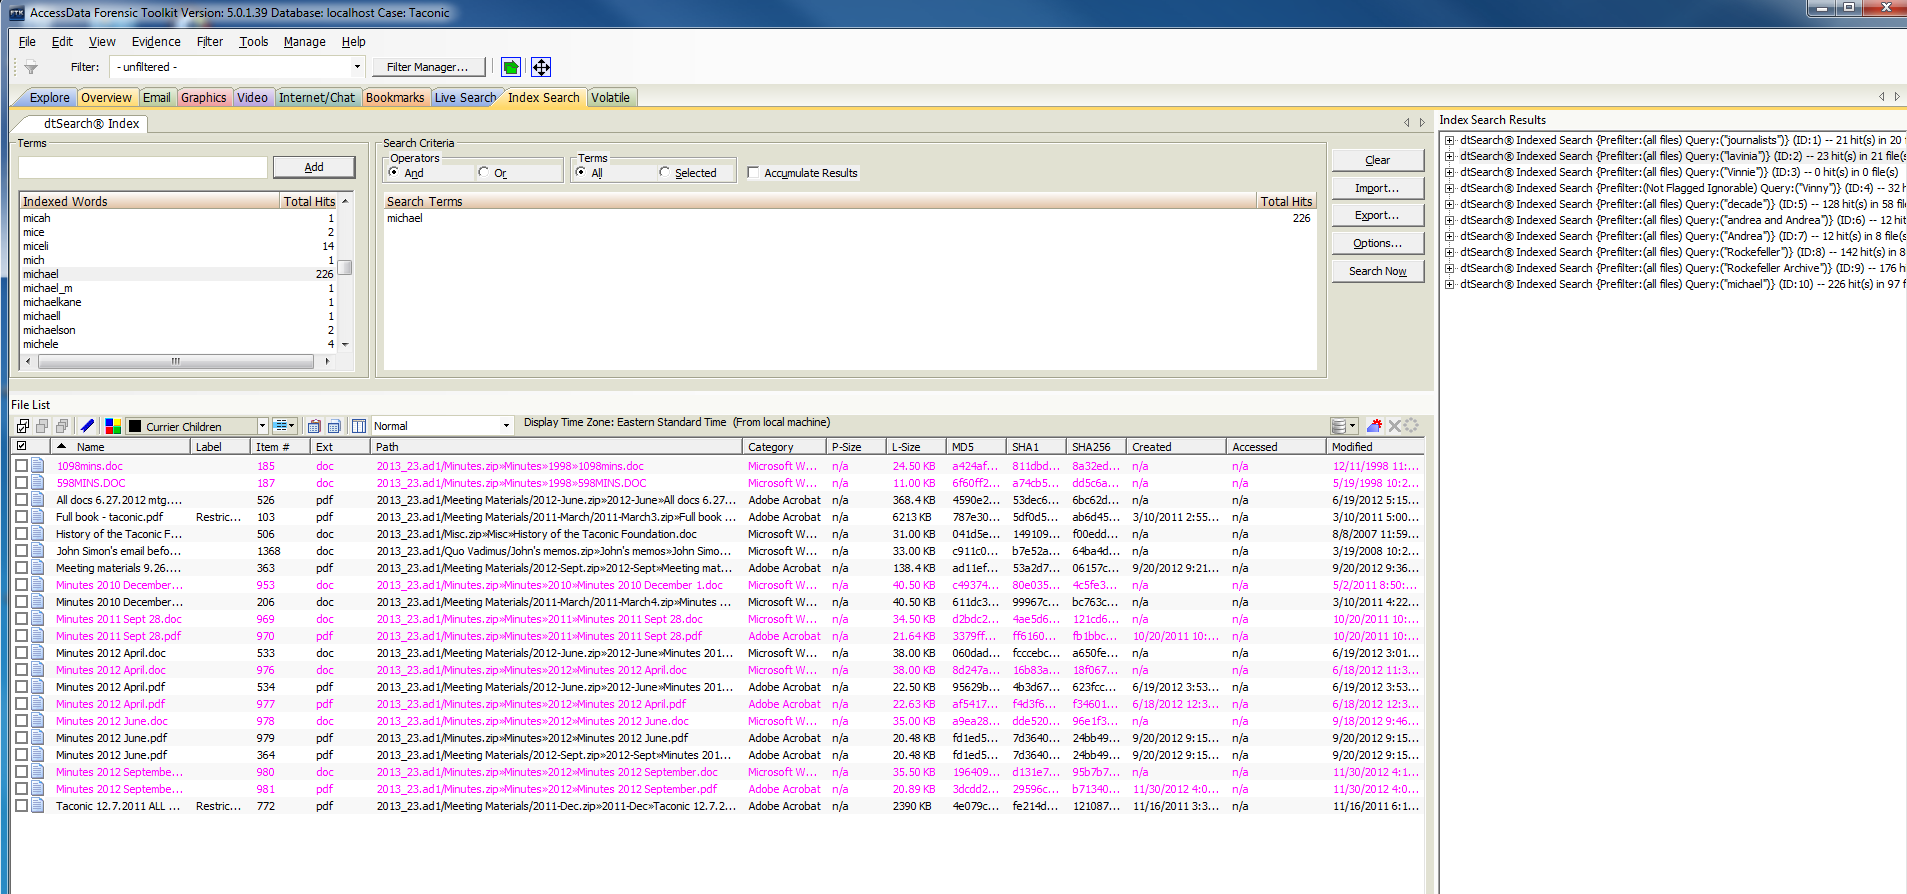 AccessData Forensic Toolkit Version: 5.0.1.39 Database: localhost Case: Taconic
File Edit View Evidence Filter Tools Manage Help
Filter: - unfiltered - Filter Manager...
Explore Overview Email Graphics Video Internet/Chat Bookmarks Live Search Index Search Volatile
dtSearch® Index
Terms
Add
Indexed Words Total Hits
micah 1
mice 2
miceli 14
mich 1
michael 226
michael_m 1
michaelkane 1
michaell 1
michaelson 2
michele 4
Search Criteria
Operators
And Or
Terms
All Selected
Accumulate Results
Search Terms Total Hits
michael 226
Clear
Import...
Export...
Options...
Search Now
Index Search Results
dtSearch® Indexed Search {Prefilter:(all files) Query:("journalists")} (ID:1) -- 21 hit(s) in 20
dtSearch® Indexed Search {Prefilter:(all files) Query:("lavinia")} (ID:2) -- 23 hit(s) in 21 file(s
dtSearch® Indexed Search {Prefilter:(all files) Query:("Vinnie")} (ID:3) -- 0 hit(s) in 0 file(s)
dtSearch® Indexed Search {Prefilter:(Not Flagged Ignorable) Query:("Vinny")} (ID:4) -- 32 h
dtSearch® Indexed Search {Prefilter:(all files) Query:("decade")} (ID:5) -- 128 hit(s) in 58 file
dtSearch® Indexed Search {Prefilter:(all files) Query:("andrea and Andrea")} (ID:6) -- 12 hit(
dtSearch® Indexed Search {Prefilter:(all files) Query:("Andrea")} (ID:7) -- 12 hit(s) in 8 file(s
dtSearch® Indexed Search {Prefilter:(all files) Query:("Rockefeller")} (ID:8) -- 142 hit(s) in 8
dtSearch® Indexed Search {Prefilter:(all files) Query:("Rockefeller Archive")} (ID:9) -- 176 hi
dtSearch® Indexed Search {Prefilter:(all files) Query:("michael")} (ID:10) -- 226 hit(s) in 97 f
File List
Currier Children Normal Display Time Zone: Eastern Standard Time (From local machine)
Name Label Item # Ext Path Category P-Size L-Size MD5 SHA1 SHA256 Created Accessed Modified
1098mins.doc 185 doc 2013_23.ad1/Minutes.zip»Minutes»1998»1098mins.doc Microsoft W... n/a 24.50 KB a424af... 811dbd... 8a32ed... n/a n/a 12/11/1998 11:...
598MINS.DOC 187 doc 2013_23.ad1/Minutes.zip»Minutes»1998»598MINS.DOC Microsoft W... n/a 11.00 KB 6f60ff2... a74cb5... dd5c6a... n/a n/a 5/19/1998 10:2...
All docs 6.27.2012 mtg.... 526 pdf 2013_23.ad1/Meeting Materials/2012-June.zip»2012-June»All docs 6.27... Adobe Acrobat n/a 368.4 KB 4590e2... 53dec6... 6bc62d... n/a n/a 6/19/2012 5:15...
Full book - taconic.pdf Restric... 103 pdf 2013_23.ad1/Meeting Materials/2011-March/2011-March3.zip»Full book ... Adobe Acrobat n/a 6213 KB 787e30... 5df0d5... ab6d45... 3/10/2011 2:55... n/a 3/10/2011 5:00...
History of the Taconic F... 506 doc 2013_23.ad1/Misc.zip»Misc»History of the Taconic Foundation.doc Microsoft W... n/a 31.00 KB 041d5e... 149109... f00edd... n/a n/a 8/8/2007 11:59...
John Simon's email befo... 1368 doc 2013_23.ad1/Quo Vadimus/John's memos.zip»John's memos»John Simo... Microsoft W... n/a 33.00 KB c911c0... b7e52a... 64ba4d... n/a n/a 3/19/2008 10:2...
Meeting materials 9.26.... 363 pdf 2013_23.ad1/Meeting Materials/2012-Sept.zip»2012-Sept»Meeting mat... Adobe Acrobat n/a 138.4 KB ad11ef... 53a2d7... 06157c... 9/20/2012 9:21... n/a 9/20/2012 9:36...
Minutes 2010 December... 953 doc 2013_23.ad1/Minutes.zip»Minutes»2010»Minutes 2010 December 1.doc Microsoft W... n/a 40.50 KB c49374... 80e035... 4c5fe3... n/a n/a 5/2/2011 8:50:...
Minutes 2010 December... 206 doc 2013_23.ad1/Meeting Materials/2011-March/2011-March4.zip»Minutes ... Microsoft W... n/a 40.50 KB 611dc3... 99967c... bc763c... n/a n/a 3/10/2011 4:22...
Minutes 2011 Sept 28.doc 969 doc 2013_23.ad1/Minutes.zip»Minutes»2011»Minutes 2011 Sept 28.doc Microsoft W... n/a 34.50 KB d2bdc2... 4ae5d6... 121cd6... n/a n/a 10/20/2011 10:...
Minutes 2011 Sept 28.pdf 970 pdf 2013_23.ad1/Minutes.zip»Minutes»2011»Minutes 2011 Sept 28.pdf Adobe Acrobat n/a 21.64 KB 3379ff... ff6160... fb1bbc... 10/20/2011 10:... n/a 10/20/2011 10:...
Minutes 2012 April.doc 533 doc 2013_23.ad1/Meeting Materials/2012-June.zip»2012-June»Minutes 201... Microsoft W... n/a 38.00 KB 060dad... fcccebc... a650fe... n/a n/a 6/19/2012 3:01...
Minutes 2012 April.doc 976 doc 2013_23.ad1/Minutes.zip»Minutes»2012»Minutes 2012 April.doc Microsoft W... n/a 38.00 KB 8d247a... 16b83a... 18f067... n/a n/a 6/18/2012 11:3...
Minutes 2012 April.pdf 534 pdf 2013_23.ad1/Meeting Materials/2012-June.zip»2012-June»Minutes 201... Adobe Acrobat n/a 22.50 KB 95629b... 4b3d67... 623fcc... 6/19/2012 3:53... n/a 6/19/2012 3:53...
Minutes 2012 April.pdf 977 pdf 2013_23.ad1/Minutes.zip»Minutes»2012»Minutes 2012 April.pdf Adobe Acrobat n/a 22.63 KB af5417... f4d3f6... f34601... 6/18/2012 12:3... n/a 6/18/2012 12:3...
Minutes 2012 June.doc 978 doc 2013_23.ad1/Minutes.zip»Minutes»2012»Minutes 2012 June.doc Microsoft W... n/a 35.00 KB a9ea28... dde520... 96e1f3... n/a n/a 9/18/2012 9:46...
Minutes 2012 June.pdf 979 pdf 2013_23.ad1/Minutes.zip»Minutes»2012»Minutes 2012 June.pdf Adobe Acrobat n/a 20.48 KB fd1ed5... 7d3640... 24bb49... 9/20/2012 9:15... n/a 9/20/2012 9:15...
Minutes 2012 June.pdf 364 pdf 2013_23.ad1/Meeting Materials/2012-Sept.zip»2012-Sept»Minutes 201... Adobe Acrobat n/a 20.48 KB fd1ed5... 7d3640... 24bb49... 9/20/2012 9:15... n/a 9/20/2012 9:15...
Minutes 2012 Septembe... 980 doc 2013_23.ad1/Minutes.zip»Minutes»2012»Minutes 2012 September.doc Microsoft W... n/a 35.50 KB 196409... d131e7... 95b7b7... n/a n/a 11/30/2012 4:1...
Minutes 2012 Septembe... 981 pdf 2013_23.ad1/Minutes.zip»Minutes»2012»Minutes 2012 September.pdf Adobe Acrobat n/a 20.89 KB 3dcdd2... 29596c... b71340... 11/30/2012 4:0... n/a 11/30/2012 4:0...
Taconic 12.7.2011 ALL ... Restric... 772 pdf 2013_23.ad1/Meeting Materials/2011-Dec.zip»2011-Dec»Taconic 12.7.2... Adobe Acrobat n/a 2390 KB 4e079c... fe214d... 121087... 11/16/2011 3:3... n/a 11/16/2011 6:1...